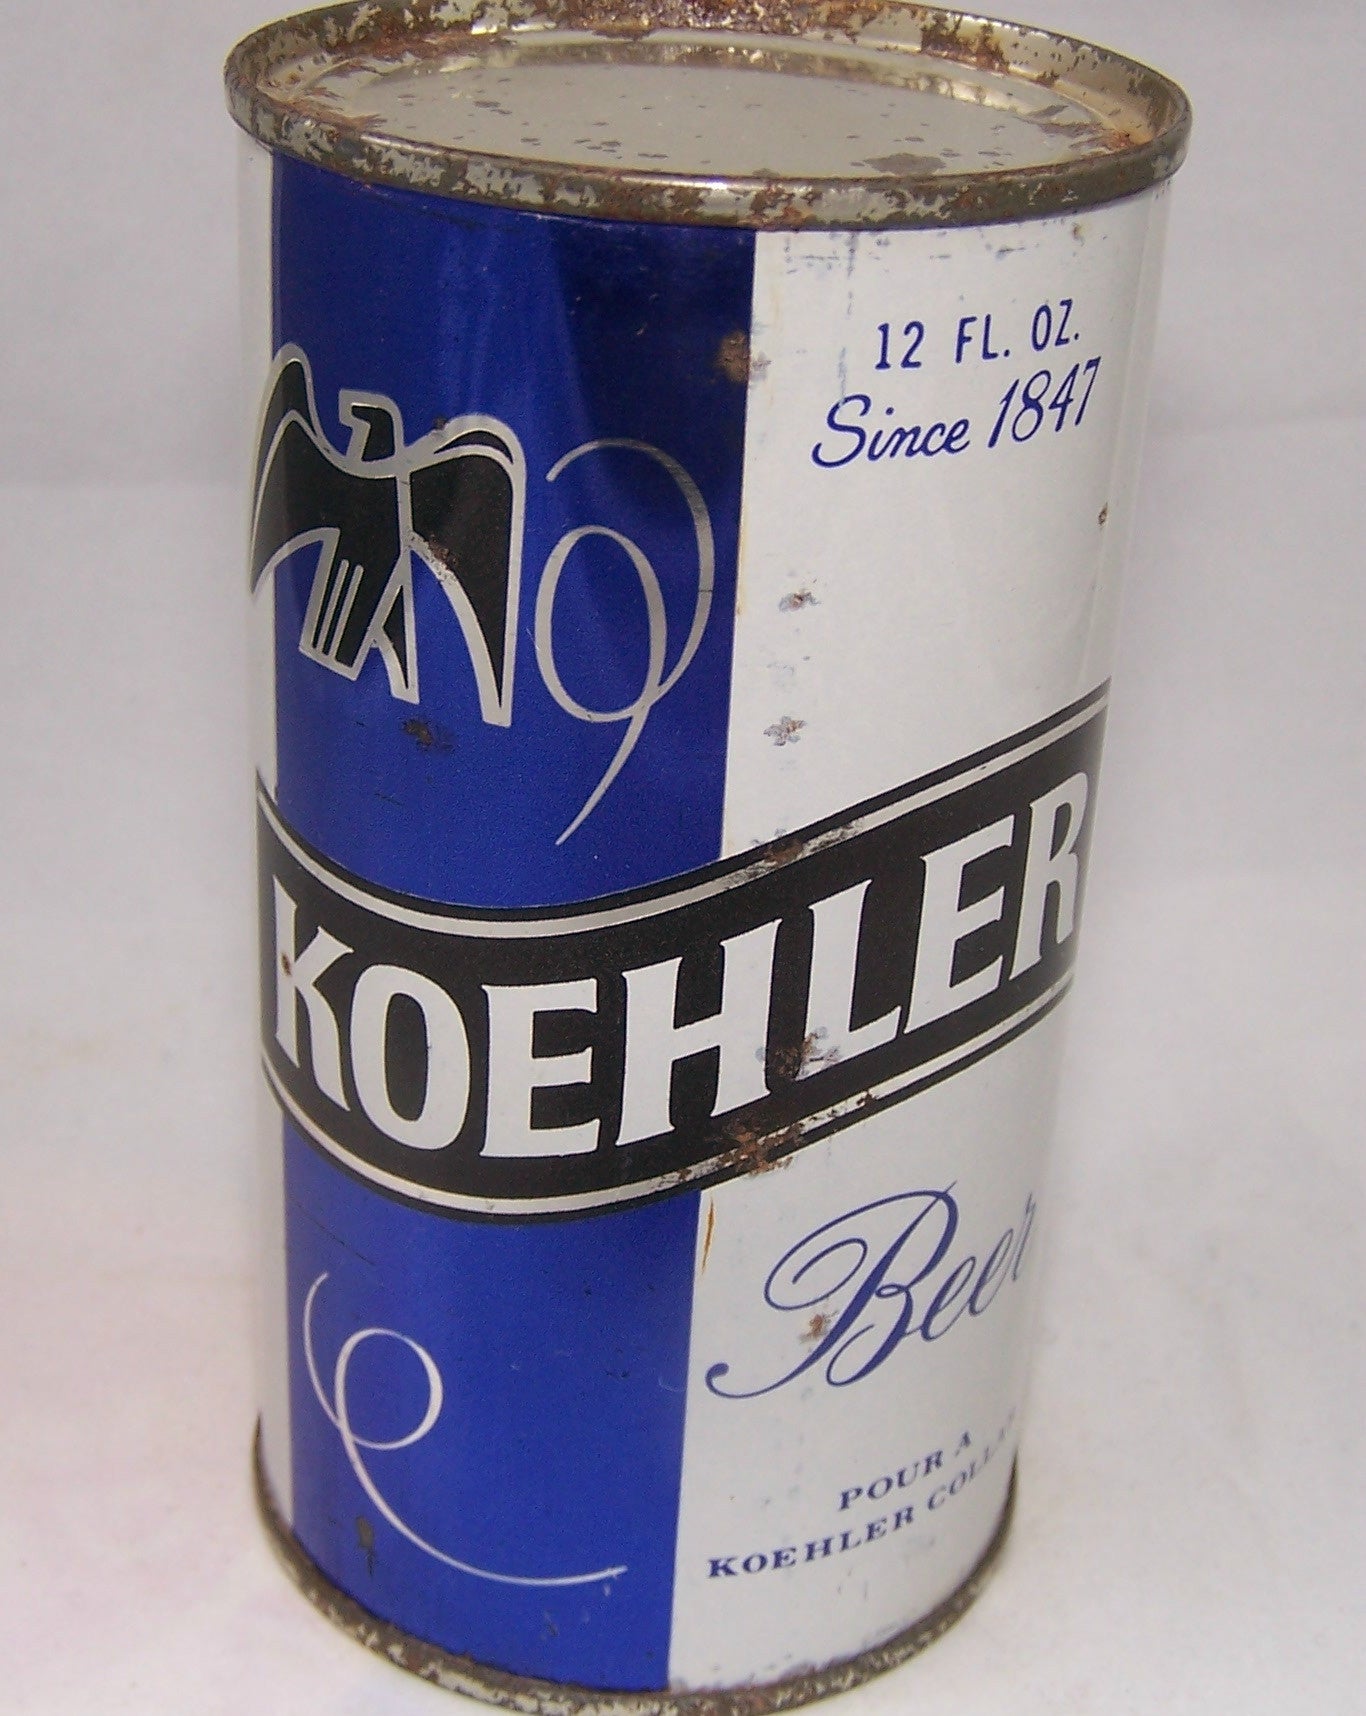 12 FL. OZ.
Since 1847
KOEHLER
Beer
POUR A
KOEHLER